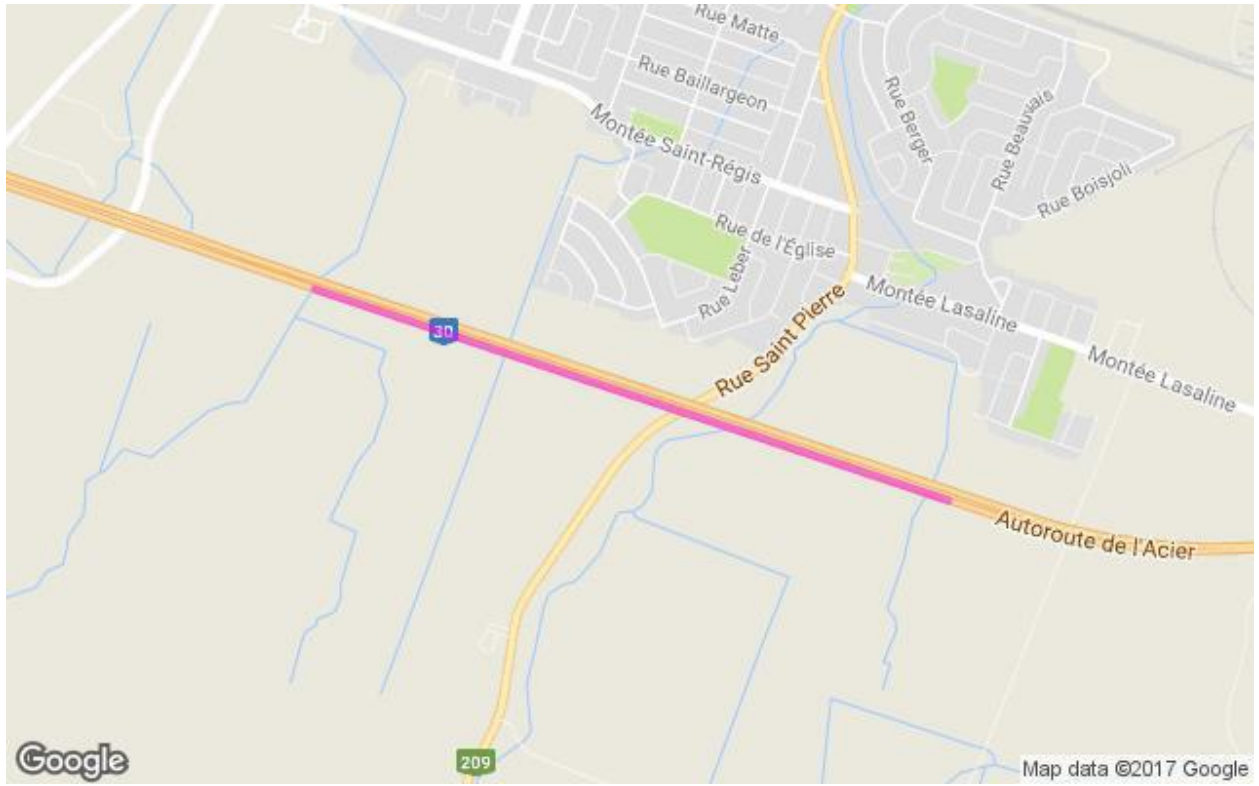 Rue Matte
Rue Baillargeon
Rue Berger
Rue Beauvais
Montée Saint-Régis
Rue Boisjoli
Rue de l'Église
Rue Leber
Montée Lasaline
Rue Saint Pierre
30
Montée Lasaline
Autoroute de l'Acier
209
Google
Map data ©2017 Google